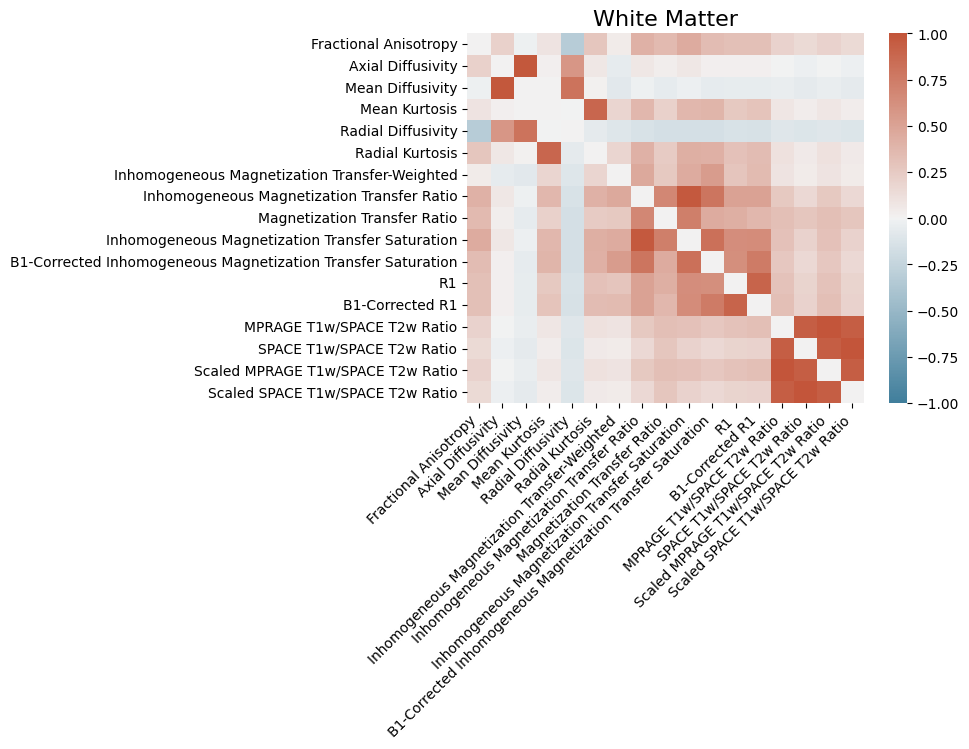 White Matter
Fractional Anisotropy
Axial Diffusivity
Mean Diffusivity
Mean Kurtosis
Radial Diffusivity
Radial Kurtosis
Inhomogeneous Magnetization Transfer-Weighted
Inhomogeneous Magnetization Transfer Ratio
Magnetization Transfer Ratio
Inhomogeneous Magnetization Transfer Saturation
B1-Corrected Inhomogeneous Magnetization Transfer Saturation
R1
B1-Corrected R1
MPRAGE T1w/SPACE T2w Ratio
SPACE T1w/SPACE T2w Ratio
Scaled MPRAGE T1w/SPACE T2w Ratio
Scaled SPACE T1w/SPACE T2w Ratio
Fractional Anisotropy
Axial Diffusivity
Mean Diffusivity
Mean Kurtosis
Radial Diffusivity
Radial Kurtosis
Inhomogeneous Magnetization Transfer-Weighted
Inhomogeneous Magnetization Transfer Ratio
Magnetization Transfer Ratio
Inhomogeneous Magnetization Transfer Saturation
B1-Corrected Inhomogeneous Magnetization Transfer Saturation
R1
B1-Corrected R1
MPRAGE T1w/SPACE T2w Ratio
SPACE T1w/SPACE T2w Ratio
Scaled MPRAGE T1w/SPACE T2w Ratio
Scaled SPACE T1w/SPACE T2w Ratio
1.00
0.75
0.50
0.25
0.00
−0.25
−0.50
−0.75
−1.00